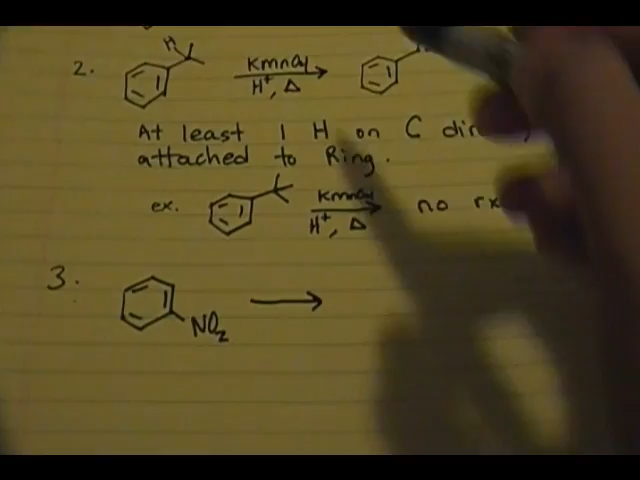 2. H KMnO4 H+, Δ
At least 1 H on C
attached to Ring.
ex. KMnO4 H+, Δ no
3. NO2